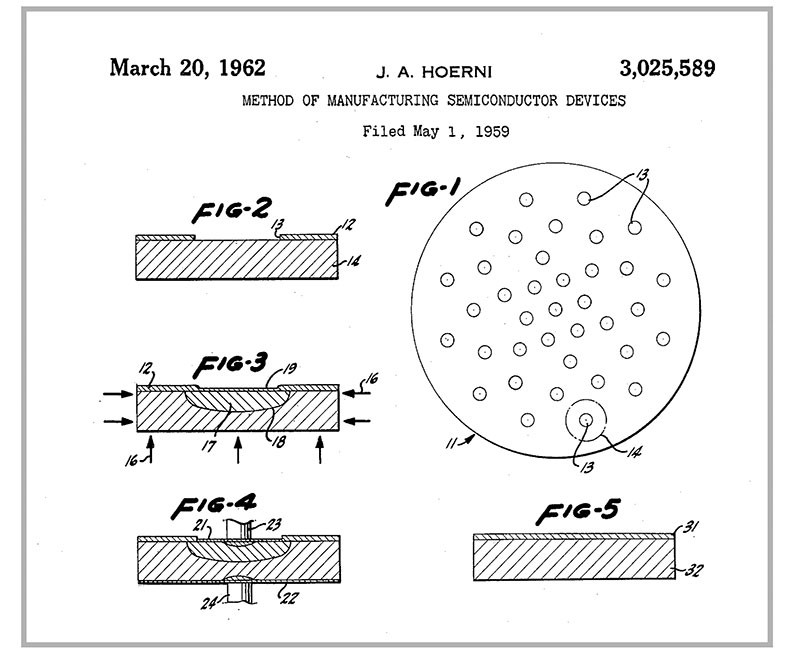 March 20, 1962 J. A. HOERNI 3,025,589
METHOD OF MANUFACTURING SEMICONDUCTOR DEVICES
Filed May 1, 1959
FIG-2
13
12
14
FIG-1
13
11
13
14
FIG-3
12
19
16
17
18
16
FIG-4
21
23
24
22
FIG-5
31
32